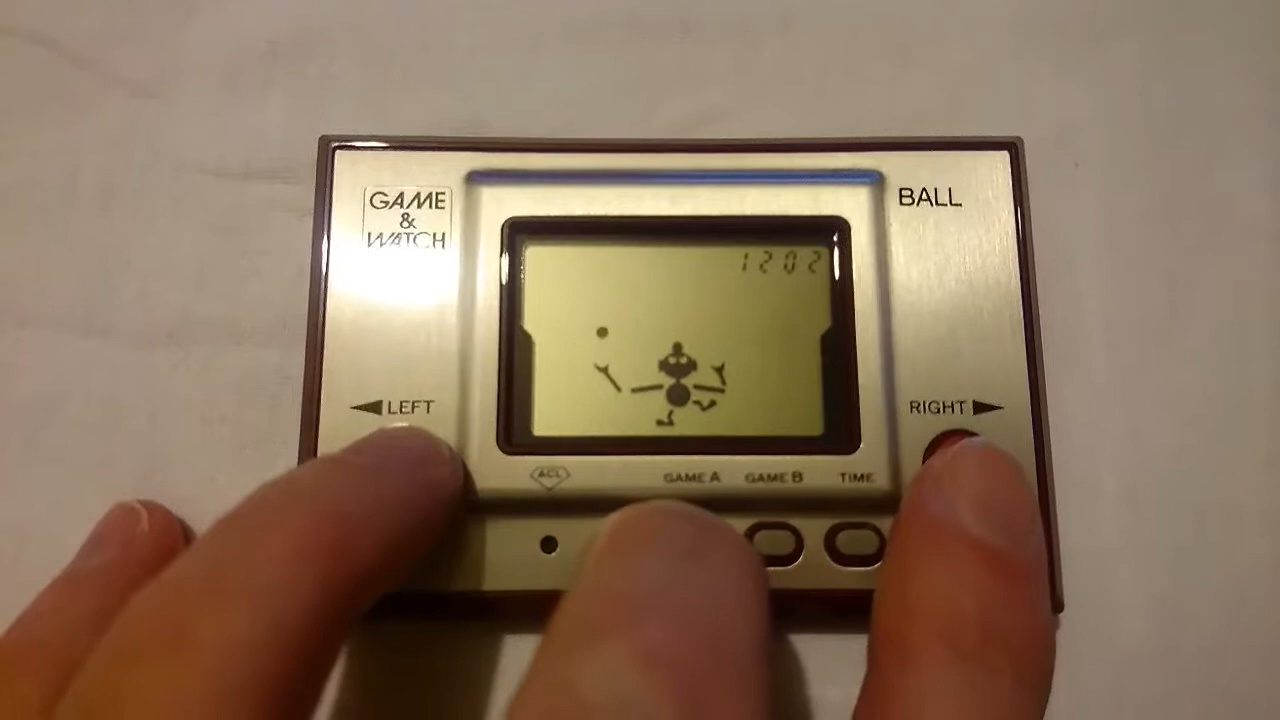 GAME
&
WATCH
BALL
1202
◀LEFT
RIGHT▶
ACL
GAME A
GAME B
TIME